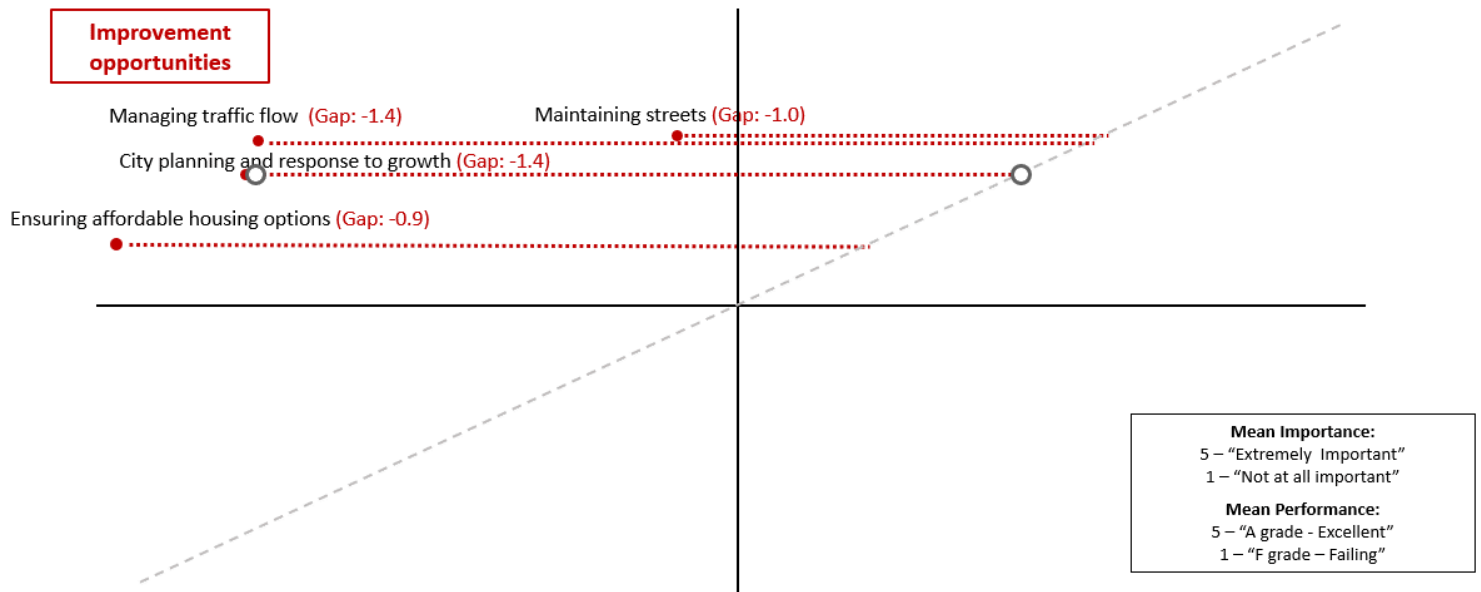 Improvement
opportunities
Managing traffic flow (Gap: -1.4)
Maintaining streets (Gap: -1.0)
City planning and response to growth (Gap: -1.4)
Ensuring affordable housing options (Gap: -0.9)
Mean Importance:
5 – “Extremely Important”
1 – “Not at all important”
Mean Performance:
5 – “A grade - Excellent”
1 – “F grade – Failing”